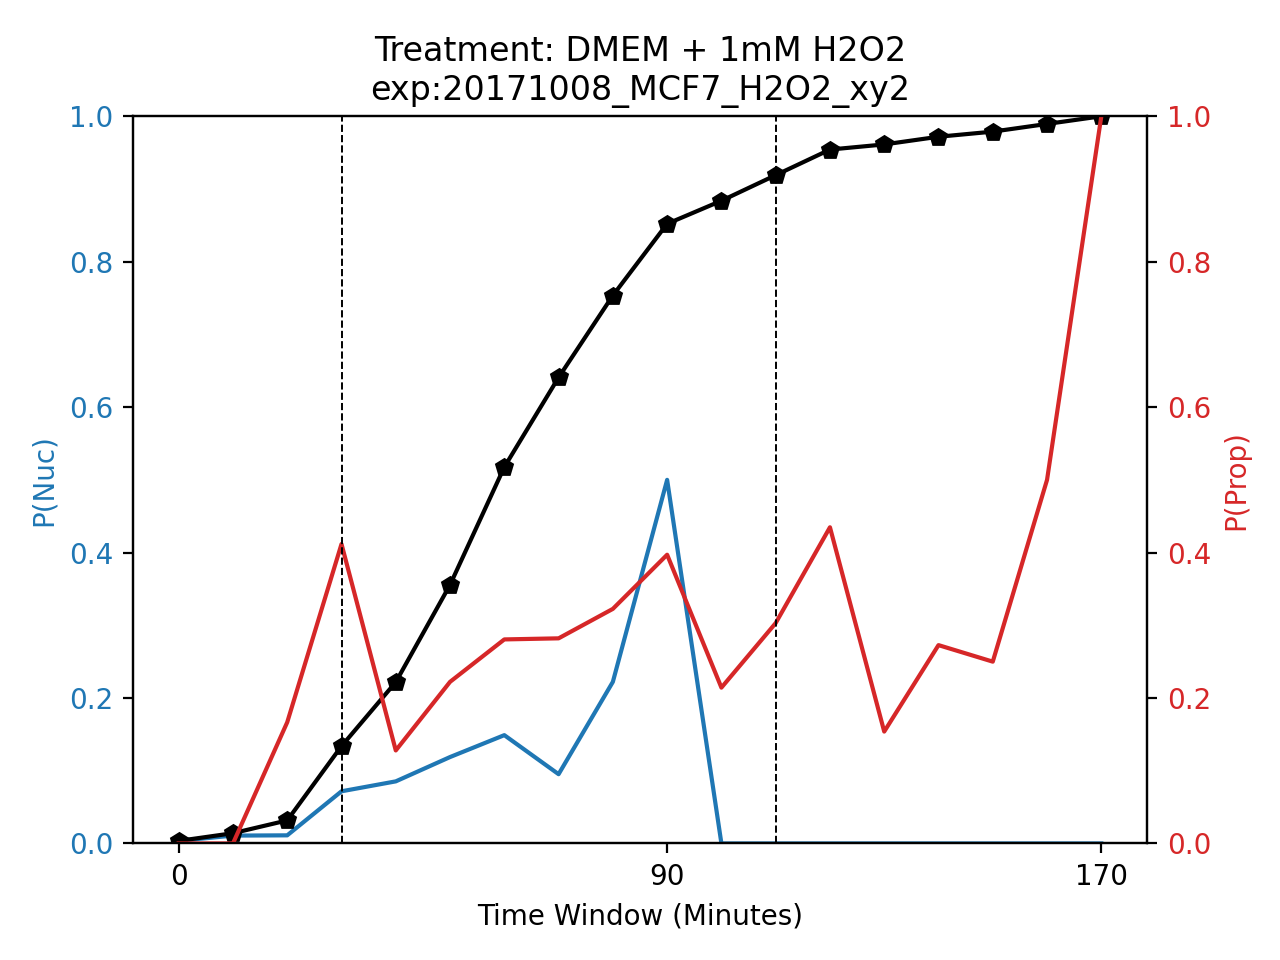 Treatment: DMEM + 1mM H2O2
exp:20171008_MCF7_H2O2_xy2
1.0
0.8
0.6
0.4
0.2
0.0
P(Nuc)
1.0
0.8
0.6
0.4
0.2
0.0
P(Prop)
0 90 170
Time Window (Minutes)